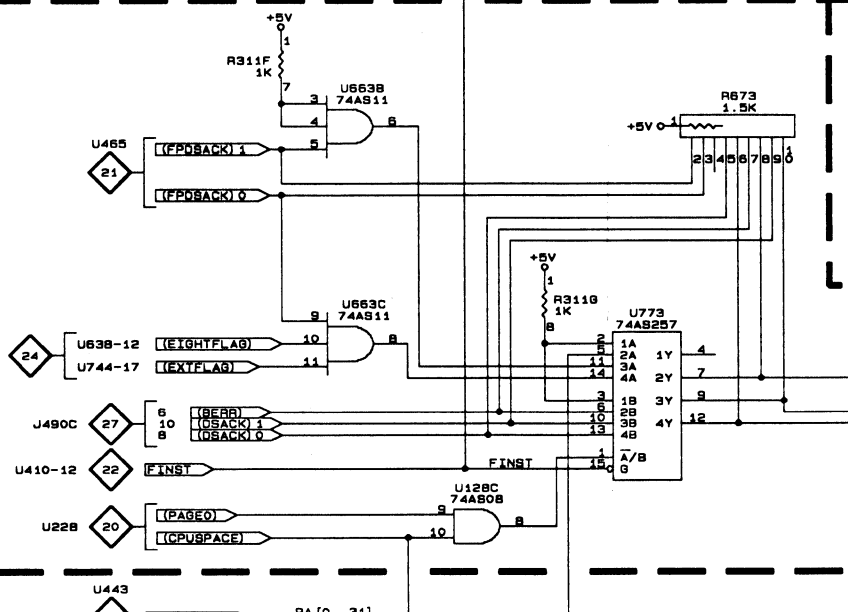 +5V
1
R311F
1K
7
U663B
74AS11
3
4
5
6
R673
1.5K
+5V
1
2 3 4 5 6 7 8 9 10
U465
21
(FPDSACK) 1
(FPDSACK) 0
+5V
1
R311G
1K
8
U663C
74AS11
9
10
11
8
24
U638-12
(EIGHTFLAG)
U744-17
(EXTFLAG)
U773
74AS257
2 1A
5 2A
11 3A
14 4A
3 1B
6 2B
10 3B
13 4B
1 A/B
15 G
1Y 4
2Y 7
3Y 9
4Y 12
U490C
27
6 (BERR)
10 (DSACK) 1
8 (DSACK) 0
U410-12
22
FINST
FINST
U128C
74AS08
9
10
8
U228
20
(PAGE0)
(CPUSPACE)
U443